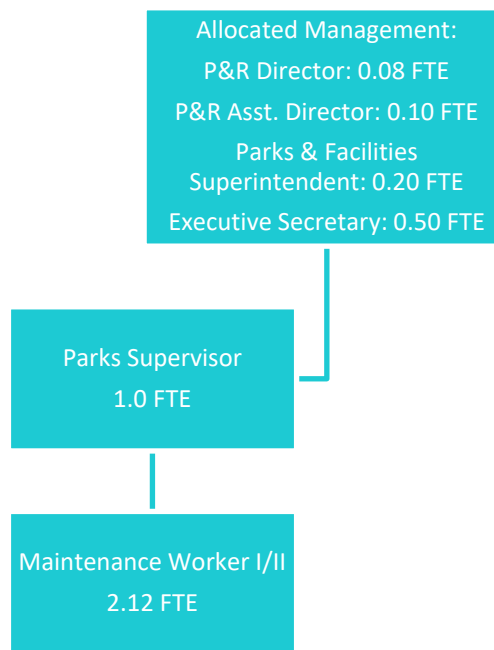 Allocated Management:
P&R Director: 0.08 FTE
P&R Asst. Director: 0.10 FTE
Parks & Facilities
Superintendent: 0.20 FTE
Executive Secretary: 0.50 FTE
Parks Supervisor
1.0 FTE
Maintenance Worker I/II
2.12 FTE